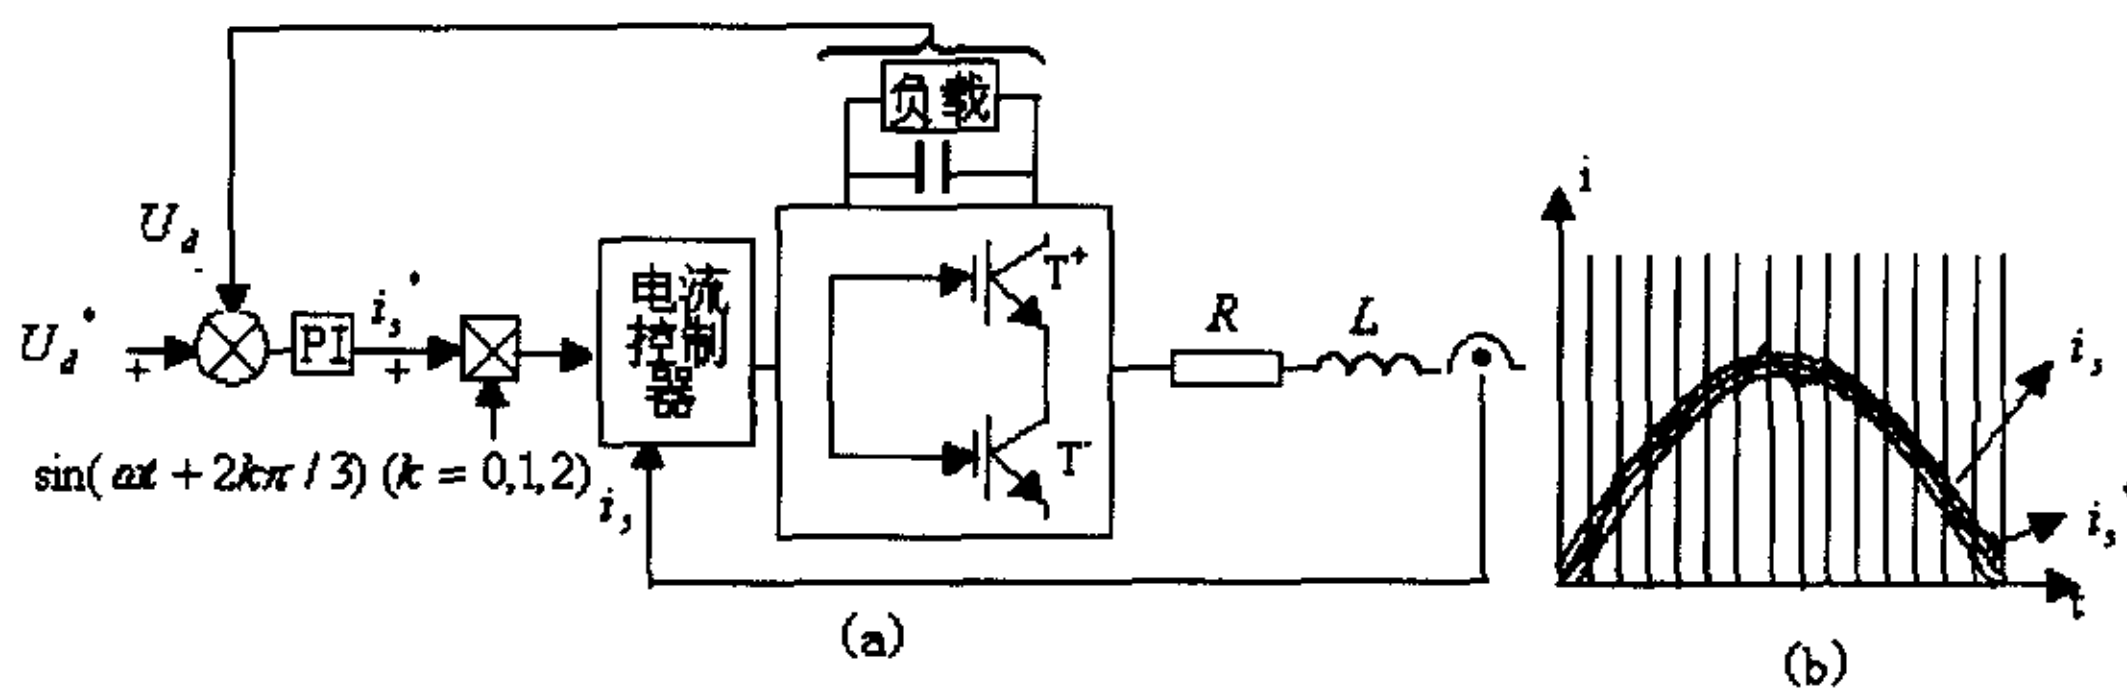 负载
U_d
U_d*
+
PI
i_s*
+
sin(ωt + 2kπ / 3) (k = 0,1,2)
电流
控制
器
i_s
T⁺
T⁻
R
L
(a)
i
i_s
i_s*
t
(b)